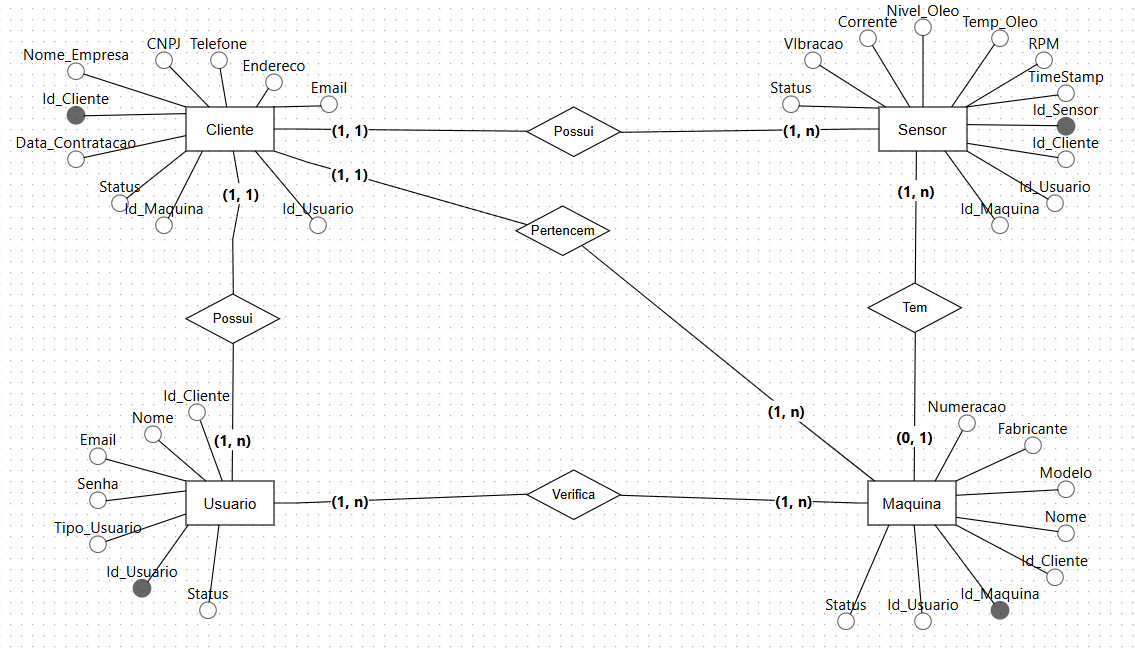 Nome_Empresa
CNPJ
Telefone
Endereco
Email
Id_Cliente
Data_Contratacao
Status
Id_Maquina
Id_Usuario
Cliente
(1, 1)
Possui
(1, n)
Sensor
Status
VIbracao
Corrente
Nivel_Oleo
Temp_Oleo
RPM
TimeStamp
Id_Sensor
Id_Cliente
Id_Usuario
Id_Maquina
(1, 1)
Pertencem
(1, n)
(1, 1)
Possui
(1, n)
(1, n)
Tem
(0, 1)
Id_Cliente
Nome
Email
Senha
Tipo_Usuario
Id_Usuario
Status
Usuario
(1, n)
Verifica
(1, n)
Maquina
Numeracao
Fabricante
Modelo
Nome
Id_Cliente
Id_Maquina
Id_Usuario
Status